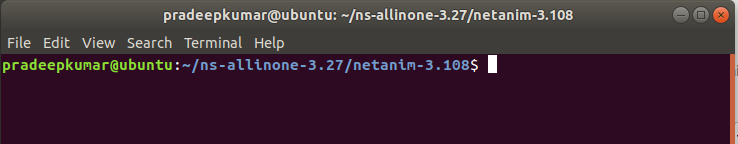 pradeepkumar@ubuntu: ~/ns-allinone-3.27/netanim-3.108
File Edit View Search Terminal Help
pradeepkumar@ubuntu:~/ns-allinone-3.27/netanim-3.108$